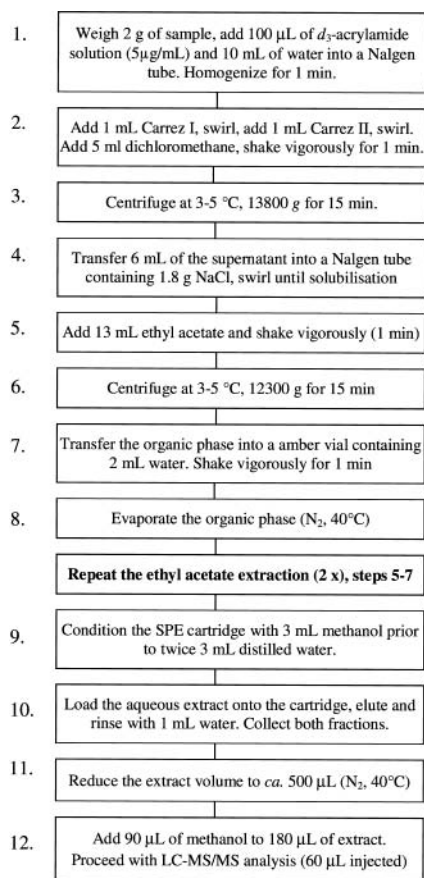 1.
Weigh 2 g of sample, add 100 μL of d3-acrylamide
solution (5μg/mL) and 10 mL of water into a Nalgen
tube. Homogenize for 1 min.
2.
Add 1 mL Carrez I, swirl, add 1 mL Carrez II, swirl.
Add 5 ml dichloromethane, shake vigorously for 1 min.
3.
Centrifuge at 3-5 °C, 13800 g for 15 min.
4.
Transfer 6 mL of the supernatant into a Nalgen tube
containing 1.8 g NaCl, swirl until solubilisation
5.
Add 13 mL ethyl acetate and shake vigorously (1 min)
6.
Centrifuge at 3-5 °C, 12300 g for 15 min
7.
Transfer the organic phase into a amber vial containing
2 mL water. Shake vigorously for 1 min
8.
Evaporate the organic phase (N2, 40°C)
Repeat the ethyl acetate extraction (2 x), steps 5-7
9.
Condition the SPE cartridge with 3 mL methanol prior
to twice 3 mL distilled water.
10.
Load the aqueous extract onto the cartridge, elute and
rinse with 1 mL water. Collect both fractions.
11.
Reduce the extract volume to ca. 500 μL (N2, 40°C)
12.
Add 90 μL of methanol to 180 μL of extract.
Proceed with LC-MS/MS analysis (60 μL injected)